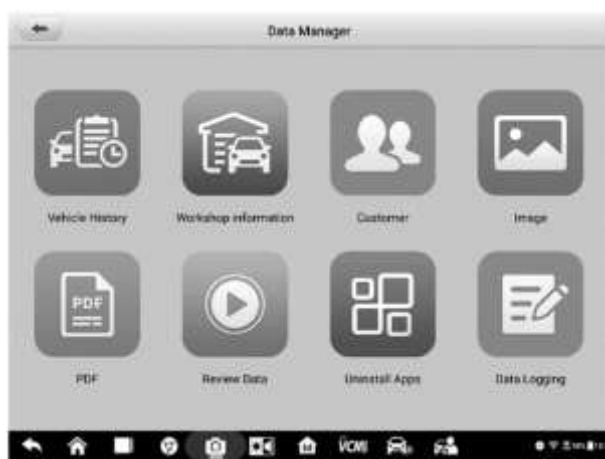 Data Manager
Vehicle History
Workshop information
Customer
Image
PDF
PDF
Review Data
Uninstall Apps
Data Logging
VCMI